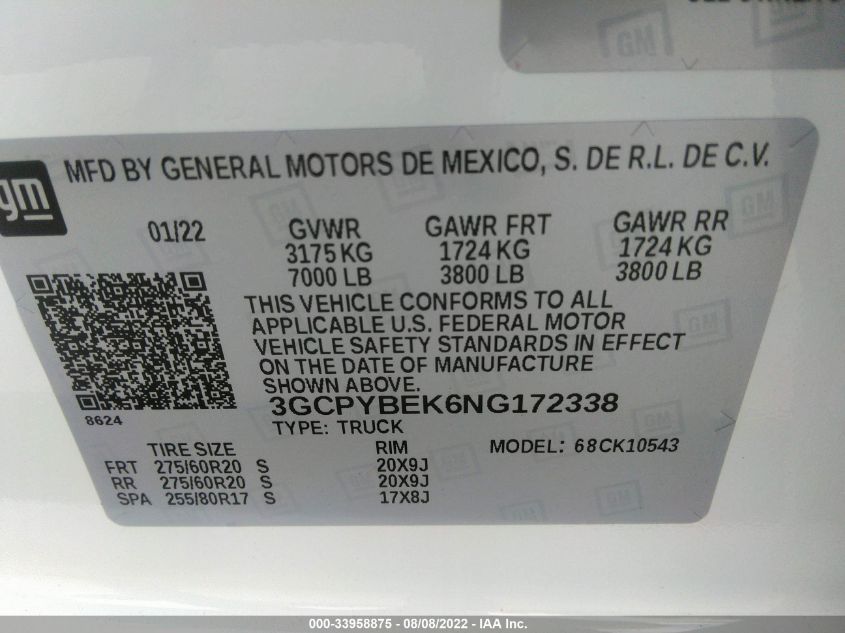 gm MFD BY GENERAL MOTORS DE MEXICO, S. DE R.L. DE C.V.
01/22 GVWR GAWR FRT GAWR RR
3175 KG 1724 KG 1724 KG
7000 LB 3800 LB 3800 LB
THIS VEHICLE CONFORMS TO ALL
APPLICABLE U.S. FEDERAL MOTOR
VEHICLE SAFETY STANDARDS IN EFFECT
ON THE DATE OF MANUFACTURE
SHOWN ABOVE.
3GCPYBEK6NG172338
8624 TYPE: TRUCK
TIRE SIZE RIM MODEL: 68CK10543
FRT 275/60R20 S 20X9J
RR 275/60R20 S 20X9J
SPA 255/80R17 S 17X8J
000-33958875 - 08/08/2022 - IAA Inc.